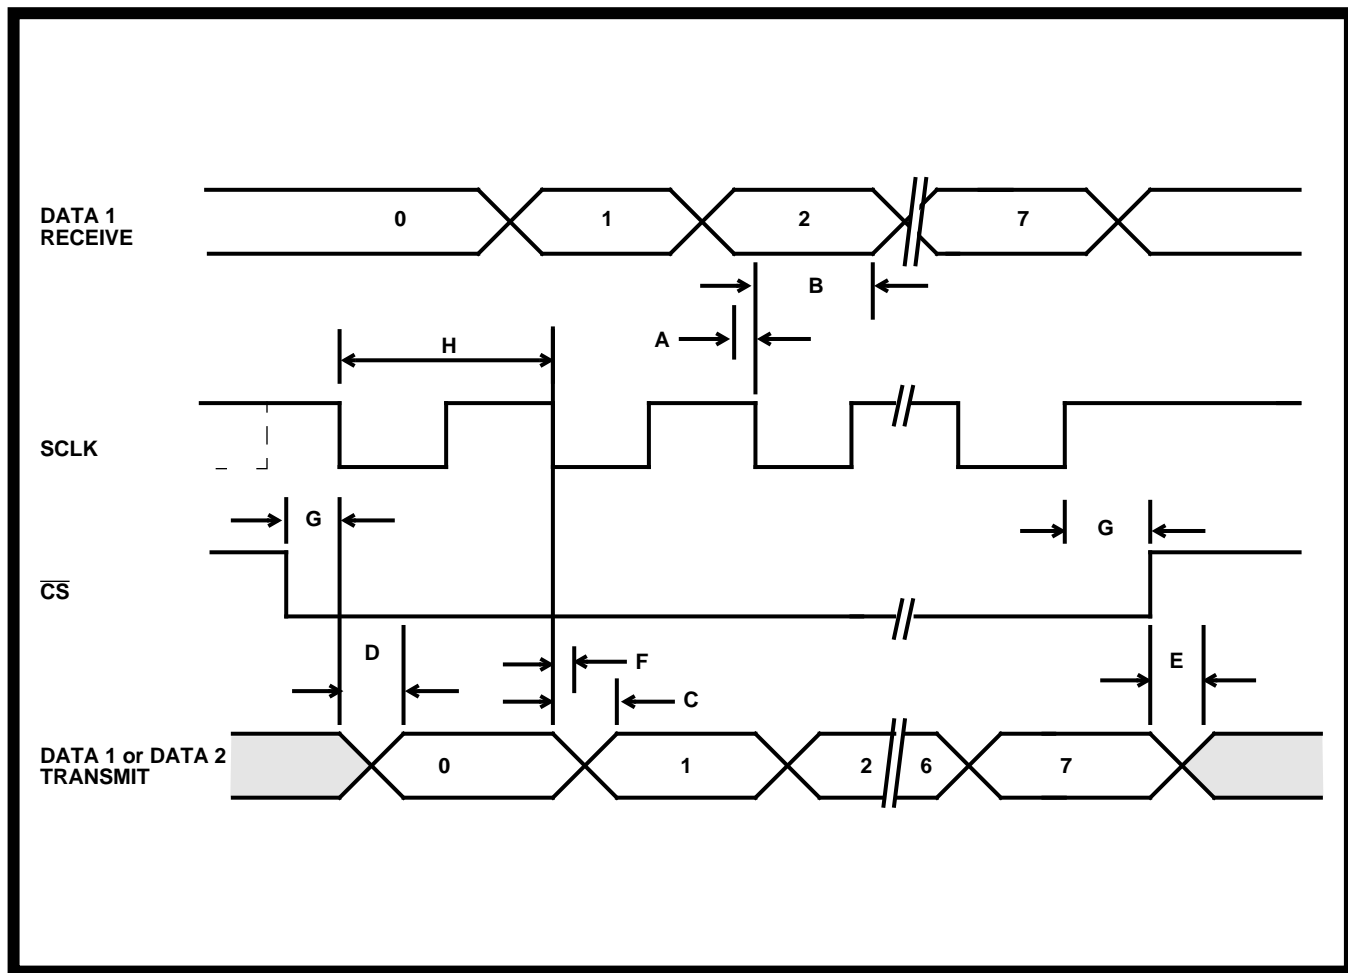 DATA 1
RECEIVE
0 1 2 7
B
A
H
SCLK
G G
CS
D F E
C
DATA 1 or DATA 2
TRANSMIT
0 1 2 6 7